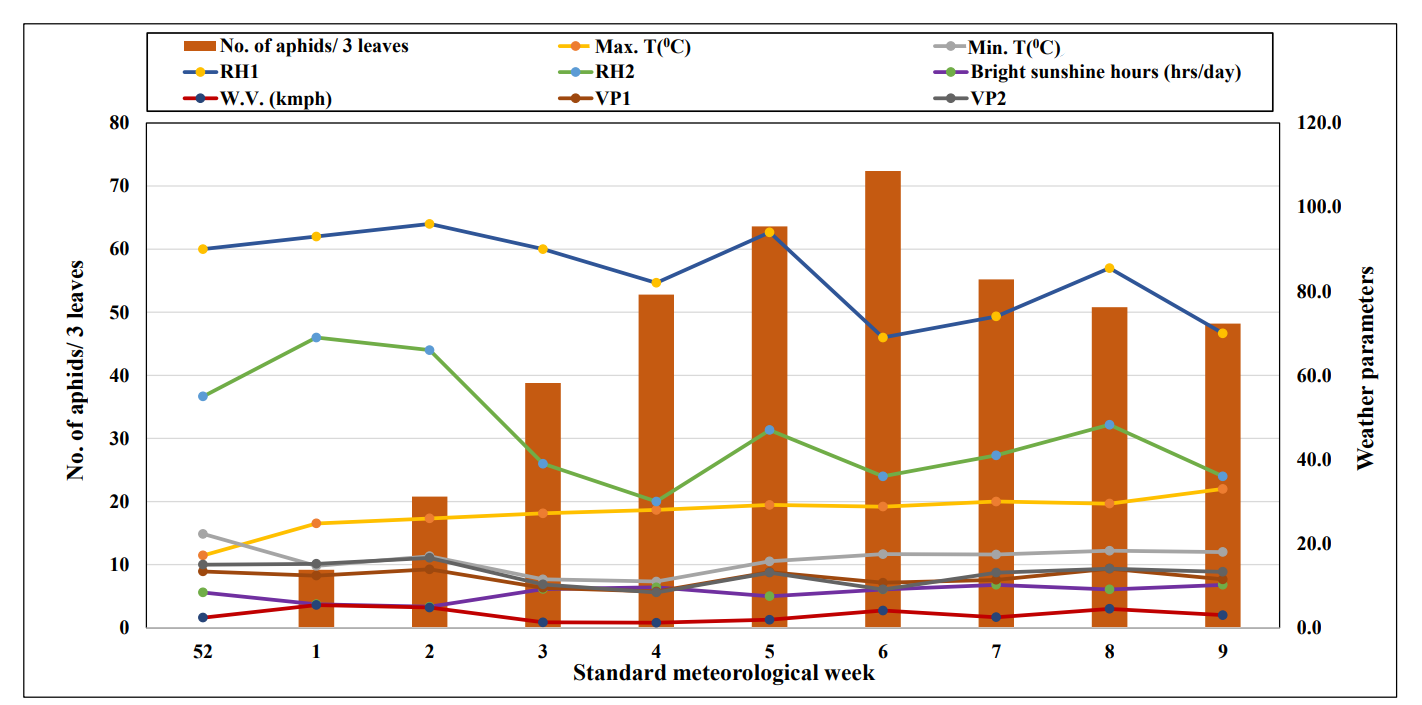 No. of aphids/ 3 leaves Max. T(⁰C) Min. T(⁰C)
RH1 RH2 Bright sunshine hours (hrs/day)
W.V. (kmph) VP1 VP2
80 120.0
70
100.0
60
80.0
50
40 60.0
30
40.0
20
20.0
10
0 0.0
No. of aphids/ 3 leaves
Weather parameters
52 1 2 3 4 5 6 7 8 9
Standard meteorological week